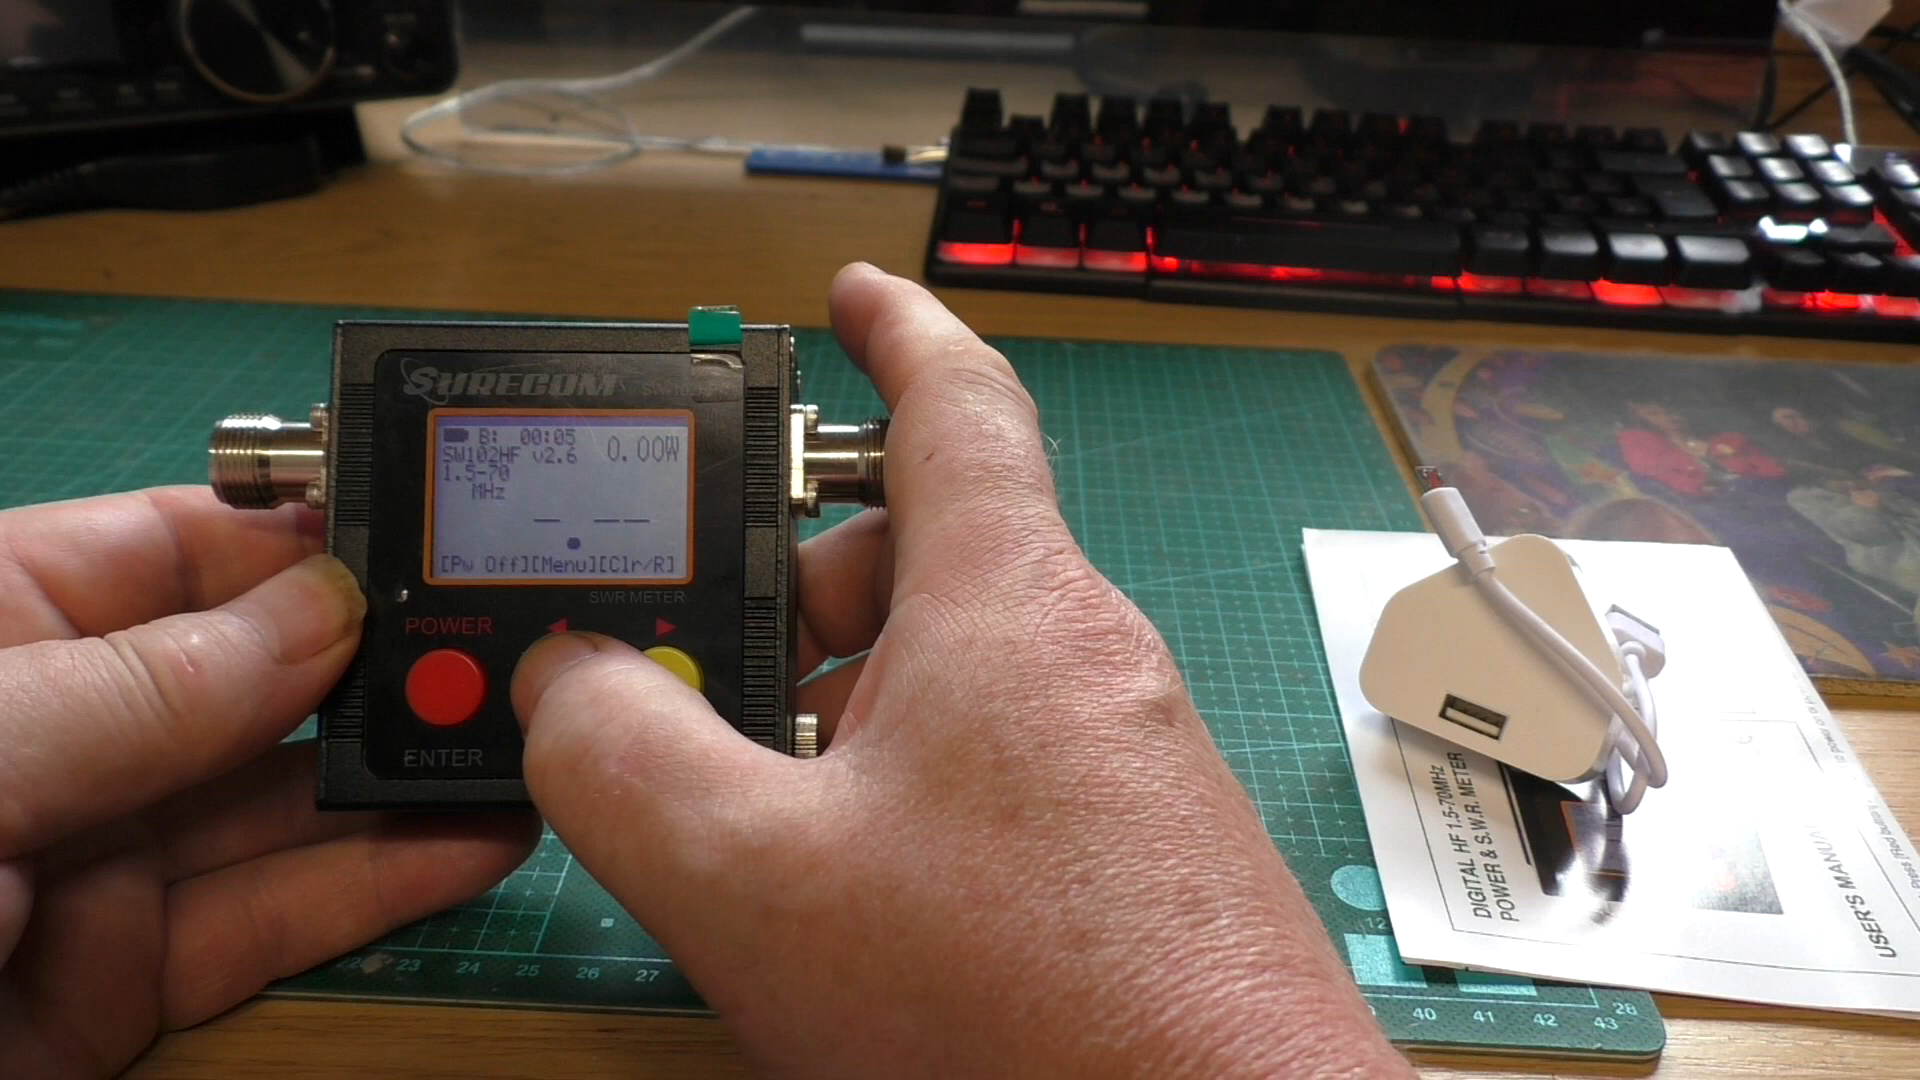 SURECOM
B: 00:05
0.00W
SW102HF v2.6
1.5-70
MHz
[Pw Off][Menu][Clr/R]
SWR METER
POWER
ENTER
DIGITAL HF 1.5-70MHz
POWER & S.W.R. METER
USER'S MANUAL
23 24 25 26 27
40 41 42 43
28